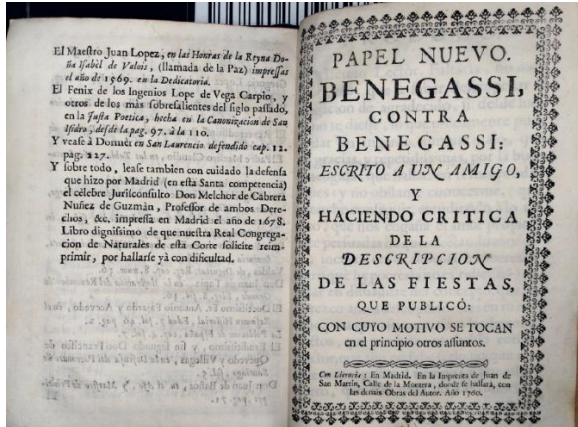 El Maestro Juan Lopez, en las Honras de la Reyna Do-
ña Isabèl de Valois, (llamada de la Paz) impressas
el año de 1569. en la Dedicatoria.
El Fenix de los Ingenios Lope de Vega Carpio, y
otros de los mas sobresalientes del siglo passado,
en la Justa Poetica, hecha en la Canonizacion de San
Isidro, desde la pag. 97. à la 110.
Y vease à Dormèr en San Laurencio defendido cap. 12.
pag. 227.
Y sobre todo, lease tambien con cuidado la defensa
que hizo por Madrid (en esta Santa competencia)
el cèlebre Jurisconsulto Don Melchor de Cabrera
Nuñez de Guzmàn, Professor de ambos Dere-
chos, &c. impressa en Madrid el año de 1678.
Libro dignissimo de que nuestra Real Congrega-
cion de Naturales de esta Corte solicite reim-
primir, por hallarse yà con dificultad.
PAPEL NUEVO.
BENEGASSI,
CONTRA
BENEGASSI:
ESCRITO A UN AMIGO,
Y
HACIENDO CRITICA
DE LA
DESCRIPCION
DE LAS FIESTAS,
QUE PUBLICÓ:
CON CUYO MOTIVO SE TOCAN
en el principio otros assuntos.
Con Licencia: En Madrid. En la Imprenta de Juan
de San Martin, Calle de la Montera, donde se hallarà, con
las demàs Obras del Autor. Año 1760.